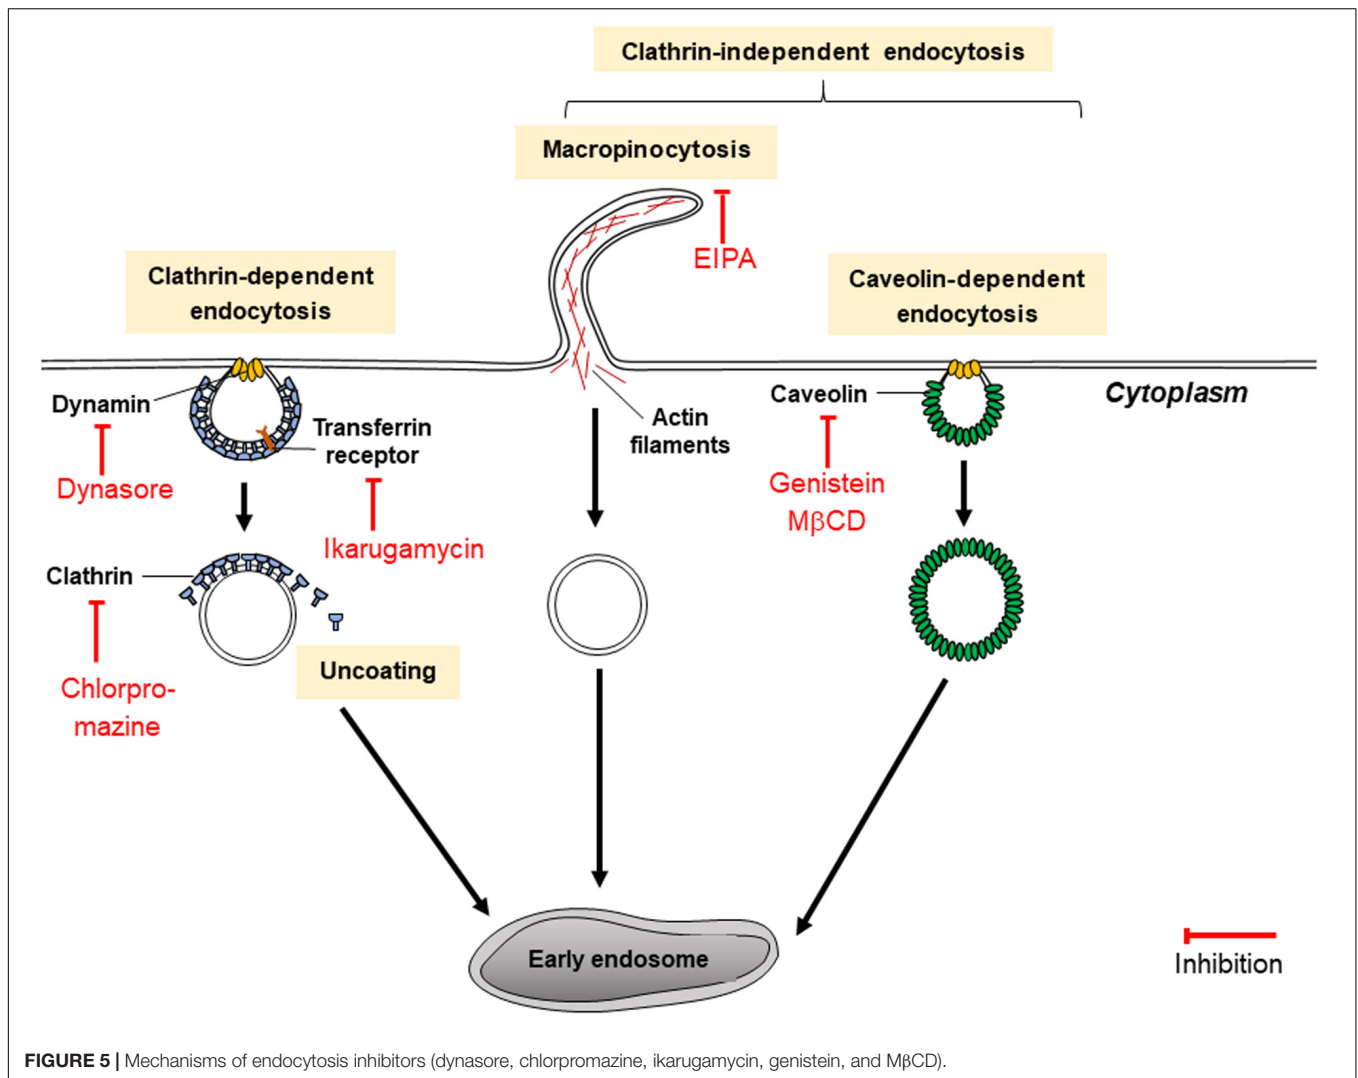 Clathrin-independent endocytosis
Macropinocytosis
EIPA
Clathrin-dependent
endocytosis
Caveolin-dependent
endocytosis
Dynamin
Dynasore
Transferrin
receptor
Ikarugamycin
Actin
filaments
Caveolin
Genistein
MβCD
Cytoplasm
Clathrin
Chlorpro-
mazine
Uncoating
Early endosome
Inhibition
FIGURE 5 | Mechanisms of endocytosis inhibitors (dynasore, chlorpromazine, ikarugamycin, genistein, and MβCD).